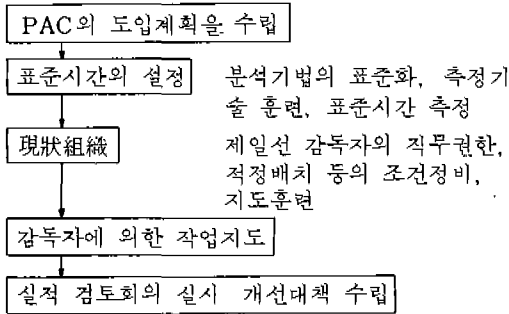 PAC의 도입계획을 수립
표준시간의 설정
분석기법의 표준화, 측정기
술 훈련, 표준시간 측정
現狀組織
제일선 감독자의 직무권한,
적정배치 등의 조건정비,
지도훈련
감독자에 의한 작업지도
실적 검토회의 실시 개선대책 수립